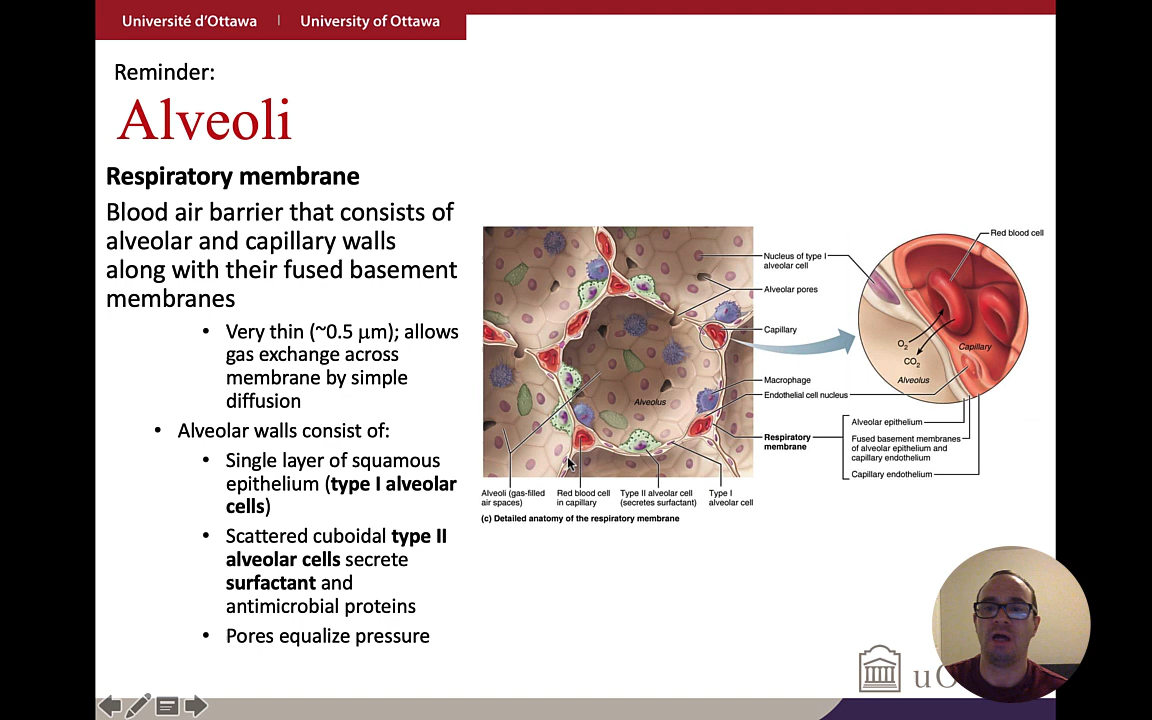 Université d'Ottawa | University of Ottawa
Reminder:
Alveoli
Respiratory membrane
Blood air barrier that consists of
alveolar and capillary walls
along with their fused basement
membranes
• Very thin (~0.5 μm); allows
gas exchange across
membrane by simple
diffusion
• Alveolar walls consist of:
• Single layer of squamous
epithelium (type I alveolar
cells)
• Scattered cuboidal type II
alveolar cells secrete
surfactant and
antimicrobial proteins
• Pores equalize pressure
Red blood cell
Nucleus of type I
alveolar cell
Alveolar pores
Capillary
O2
CO2
Capillary
Alveolus
Macrophage
Endothelial cell nucleus
Alveolus
Respiratory
membrane
Alveolar epithelium
Fused basement membranes
of alveolar epithelium and
capillary endothelium
Capillary endothelium
Alveoli (gas-filled
air spaces)
Red blood cell
in capillary
Type II alveolar cell
(secretes surfactant)
Type I
alveolar cell
(c) Detailed anatomy of the respiratory membrane